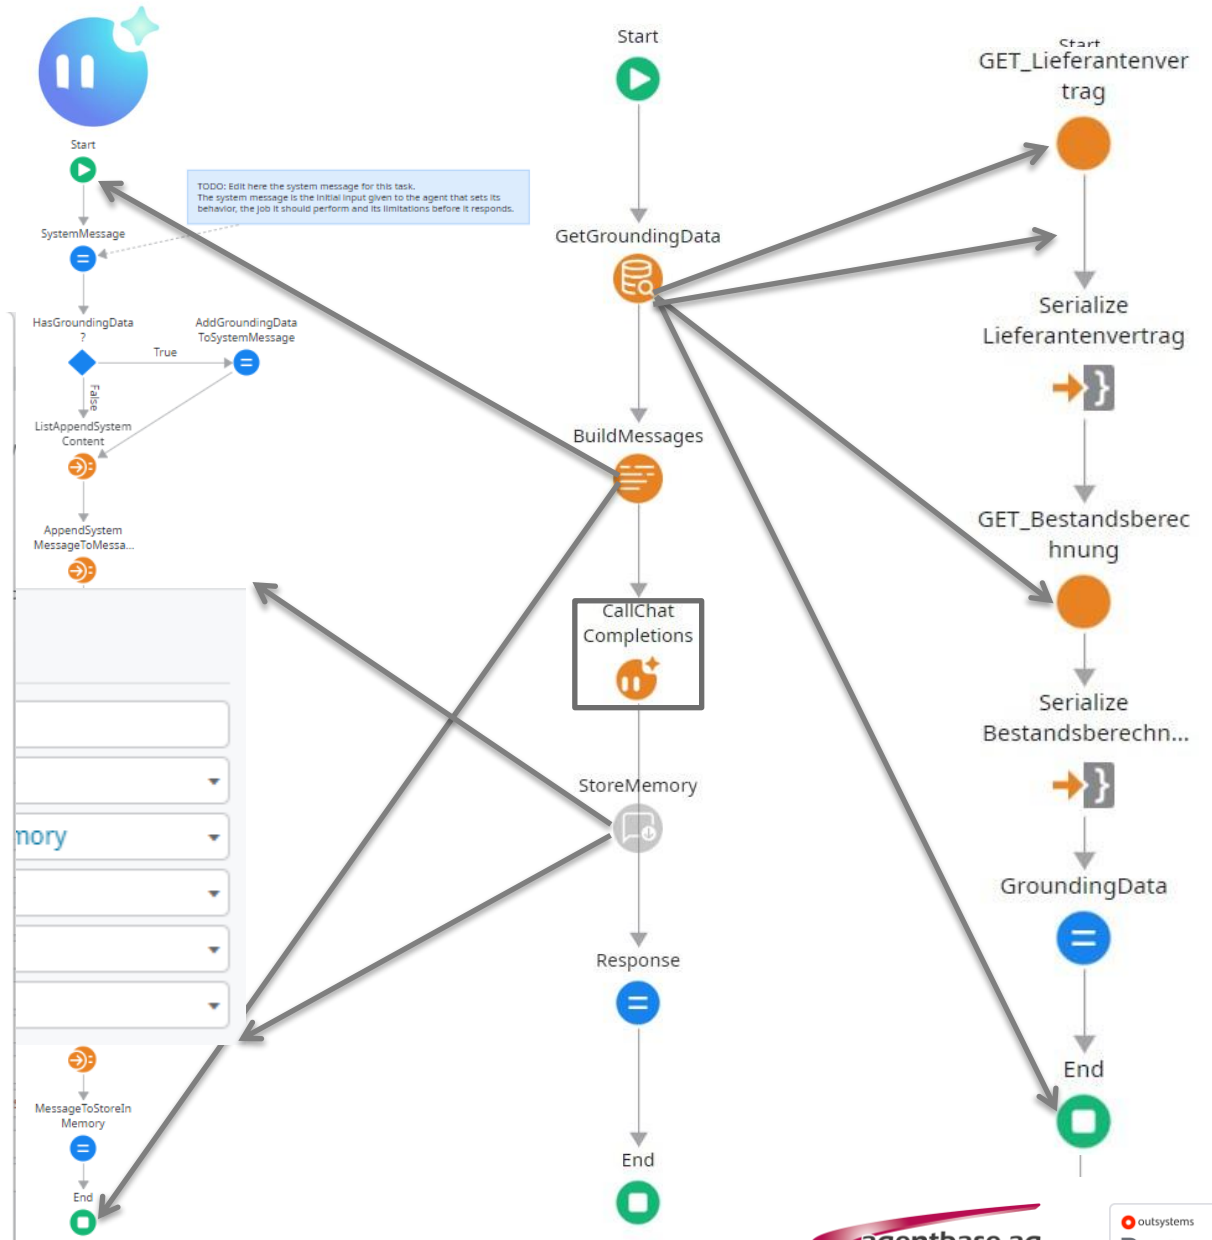 Start
TODO: Edit here the system message for this task.
The system message is the initial input given to the agent that sets its
behavior, the job it should perform and its limitations before it responds.
SystemMessage
HasGroundingData
?
AddGroundingData
ToSystemMessage
True
False
ListAppendSystem
Content
AppendSystem
MessageToMessa...
mory
MessageToStoreIn
Memory
End
Start
GetGroundingData
BuildMessages
CallChat
Completions
StoreMemory
Response
End
Start
GET_Lieferantenver
trag
Serialize
Lieferantenvertrag
GET_Bestandsberec
hnung
Serialize
Bestandsberechn...
GroundingData
End
agentbase ag
outsystems